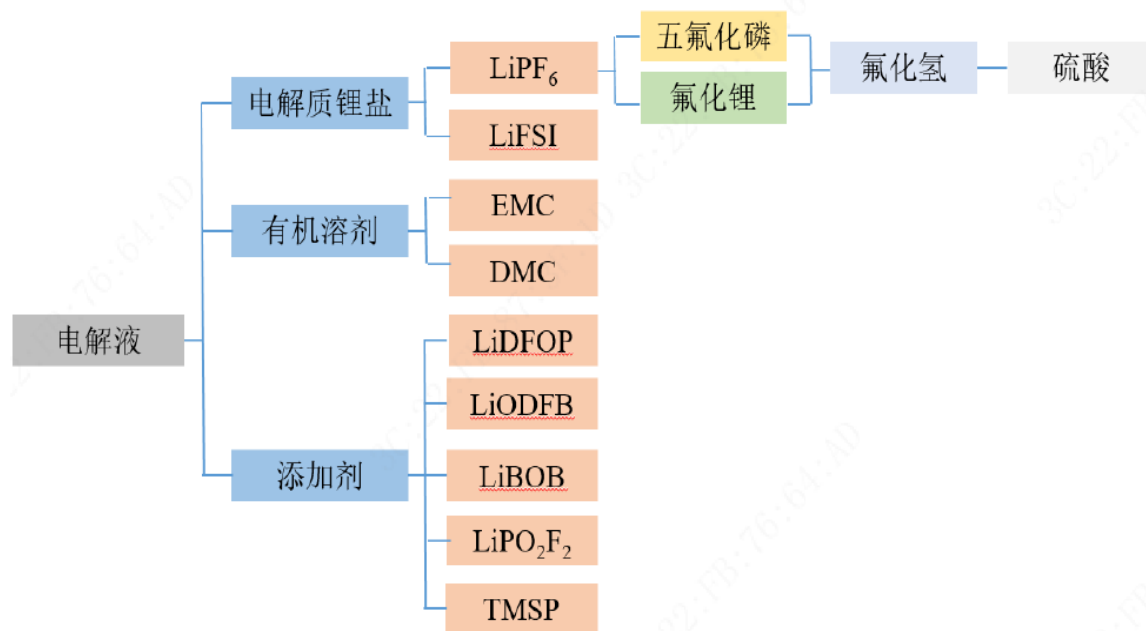 五氟化磷
LiPF₆
氟化氢
硫酸
电解质锂盐
氟化锂
LiFSI
EMC
有机溶剂
DMC
电解液
LiDFOP
LiODFB
添加剂
LiBOB
LiPO₂F₂
TMSP